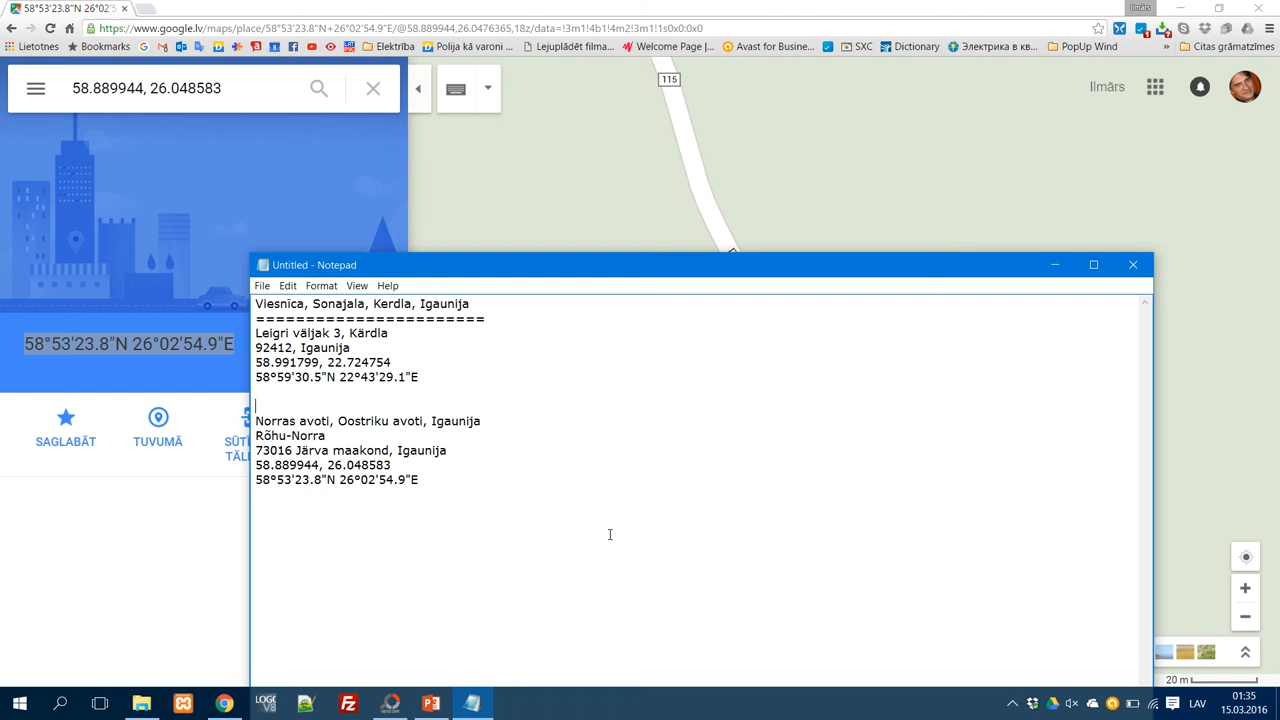 58°53'23.8"N 26°02'5
Ilmārs
https://www.google.lv/maps/place/58°53'23.8"N+26°02'54.9"E/@58.889944,26.0476365,18z/data=!3m1!4b1!4m2!3m1!1s0x0:0x0
Lietotnes Bookmarks Elektrība Polija kā varoni ... Lejuplādēt filma... Welcome Page |... Avast for Busine... SXC Dictionary Электрика в кв... PopUp Wind » Citas grāmatzīmes
58.889944, 26.048583
115
Ilmārs
Untitled - Notepad
File Edit Format View Help
Viesnīca, Sonajala, Kerdla, Igaunija
=======================
Leigri väljak 3, Kärdla
92412, Igaunija
58.991799, 22.724754
58°59'30.5"N 22°43'29.1"E
Norras avoti, Oostriku avoti, Igaunija
Rõhu-Norra
73016 Järva maakond, Igaunija
58.889944, 26.048583
58°53'23.8"N 26°02'54.9"E
58°53'23.8"N 26°02'54.9"E
SAGLABĀT TUVUMĀ SŪTĪ
TĀL
20 m
LAV
01:35
15.03.2016